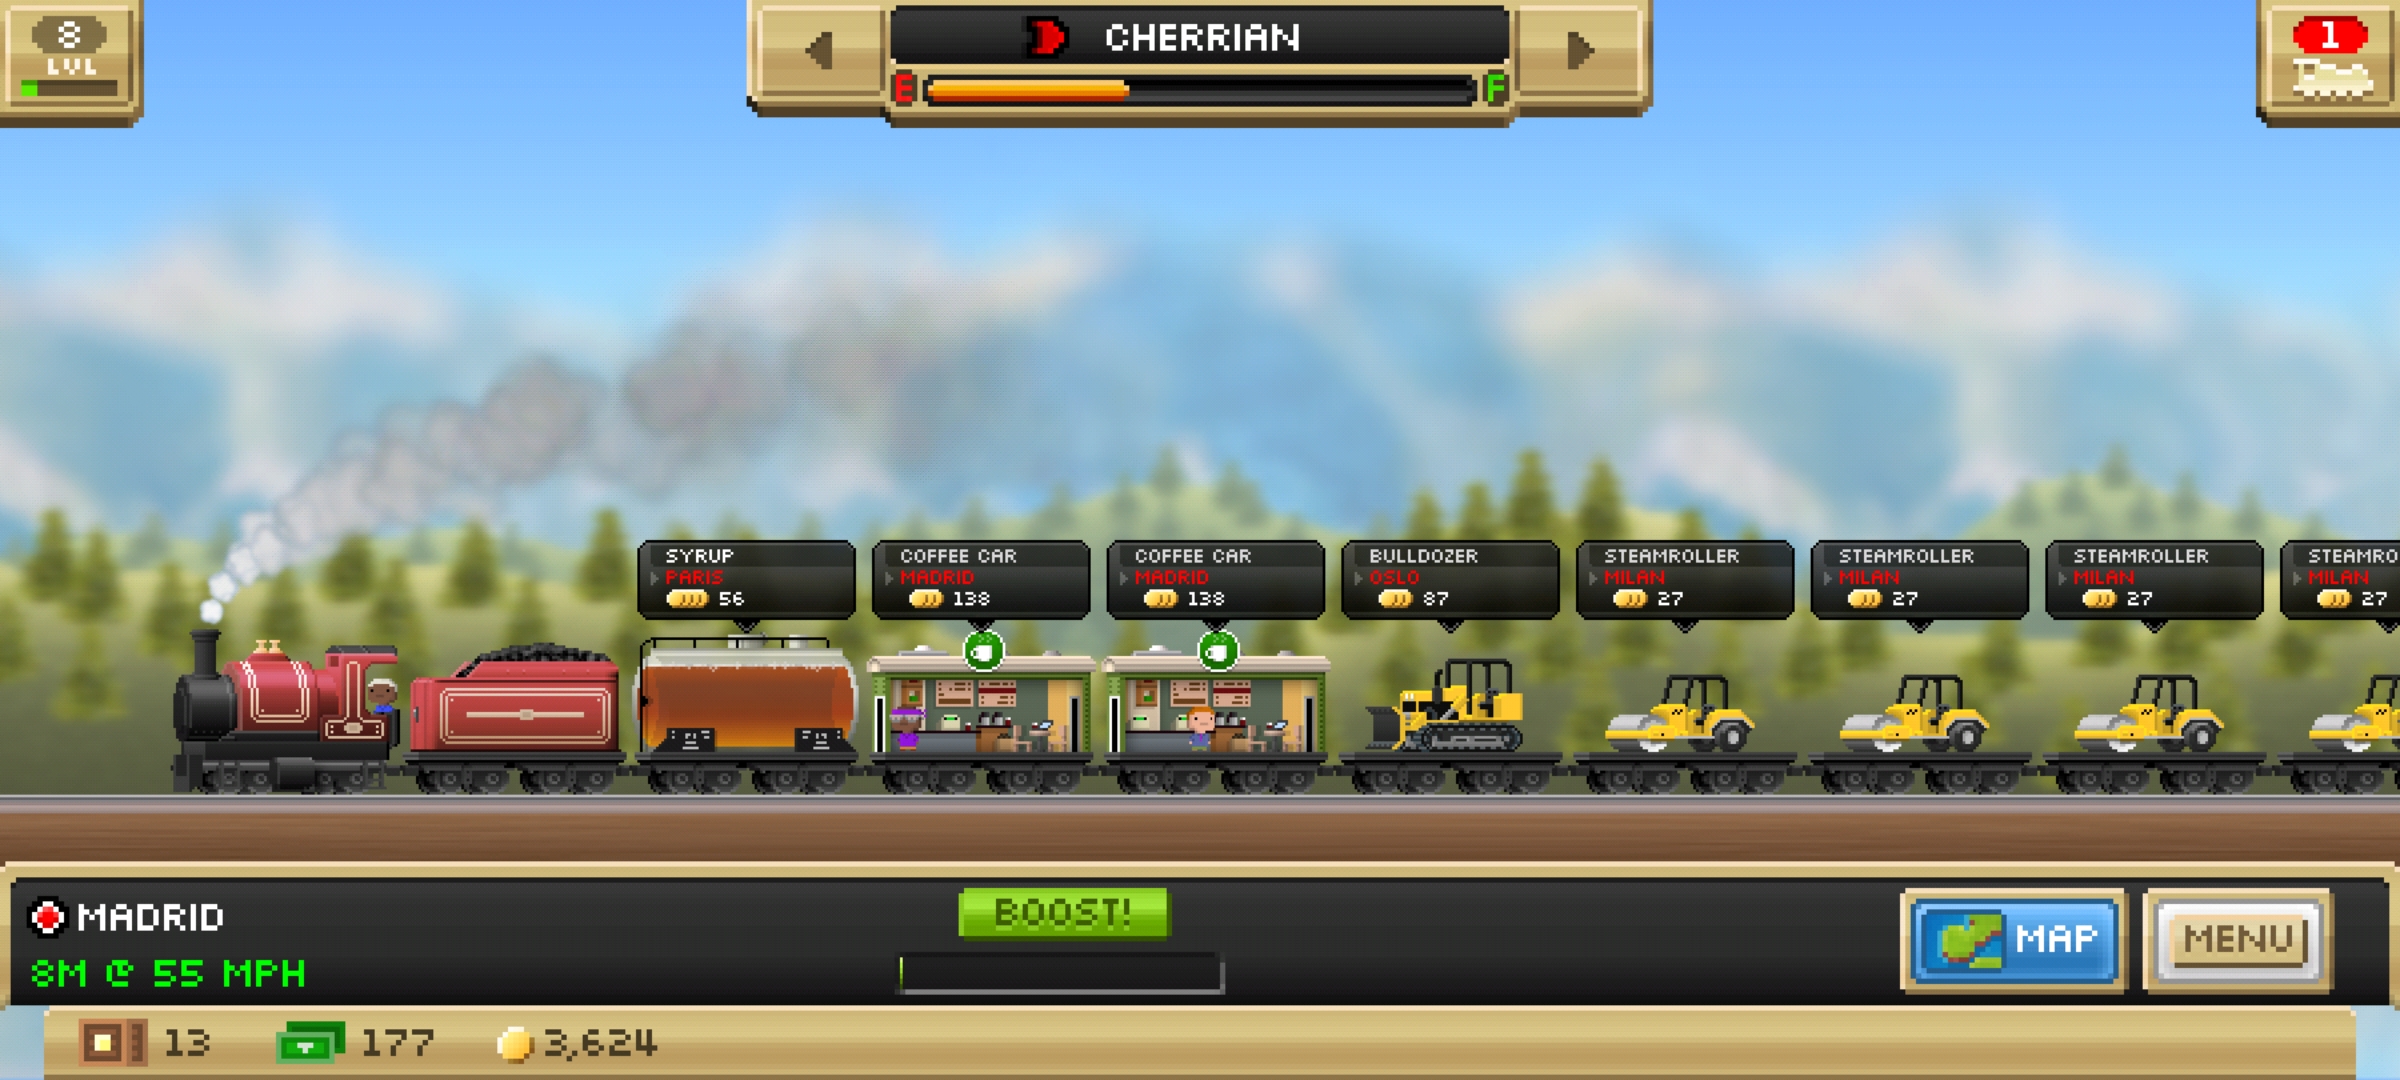 8
LVL
CHERRIAN
E
F
1
SYRUP
PARIS
56
COFFEE CAR
MADRID
138
COFFEE CAR
MADRID
138
BULLDOZER
OSLO
87
STEAMROLLER
MILAN
27
STEAMROLLER
MILAN
27
STEAMROLLER
MILAN
27
STEAMRO
MILAN
27
MADRID
8M @ 55 MPH
BOOST!
MAP
MENU
13
177
3,624